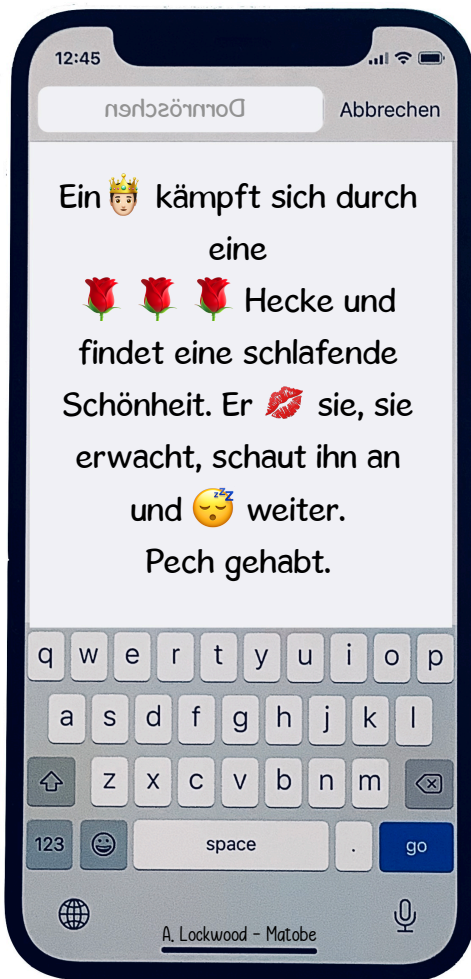 12:45
Dornröschen Abbrechen
Ein🤴🏼 kämpft sich durch
eine
🌹 🌹 🌹 Hecke und
findet eine schlafende
Schönheit. Er 💋 sie, sie
erwacht, schaut ihn an
und 😴 weiter.
Pech gehabt.
q w e r t y u i o p
a s d f g h j k l
z x c v b n m
123 space . go
A. Lockwood - Matobe